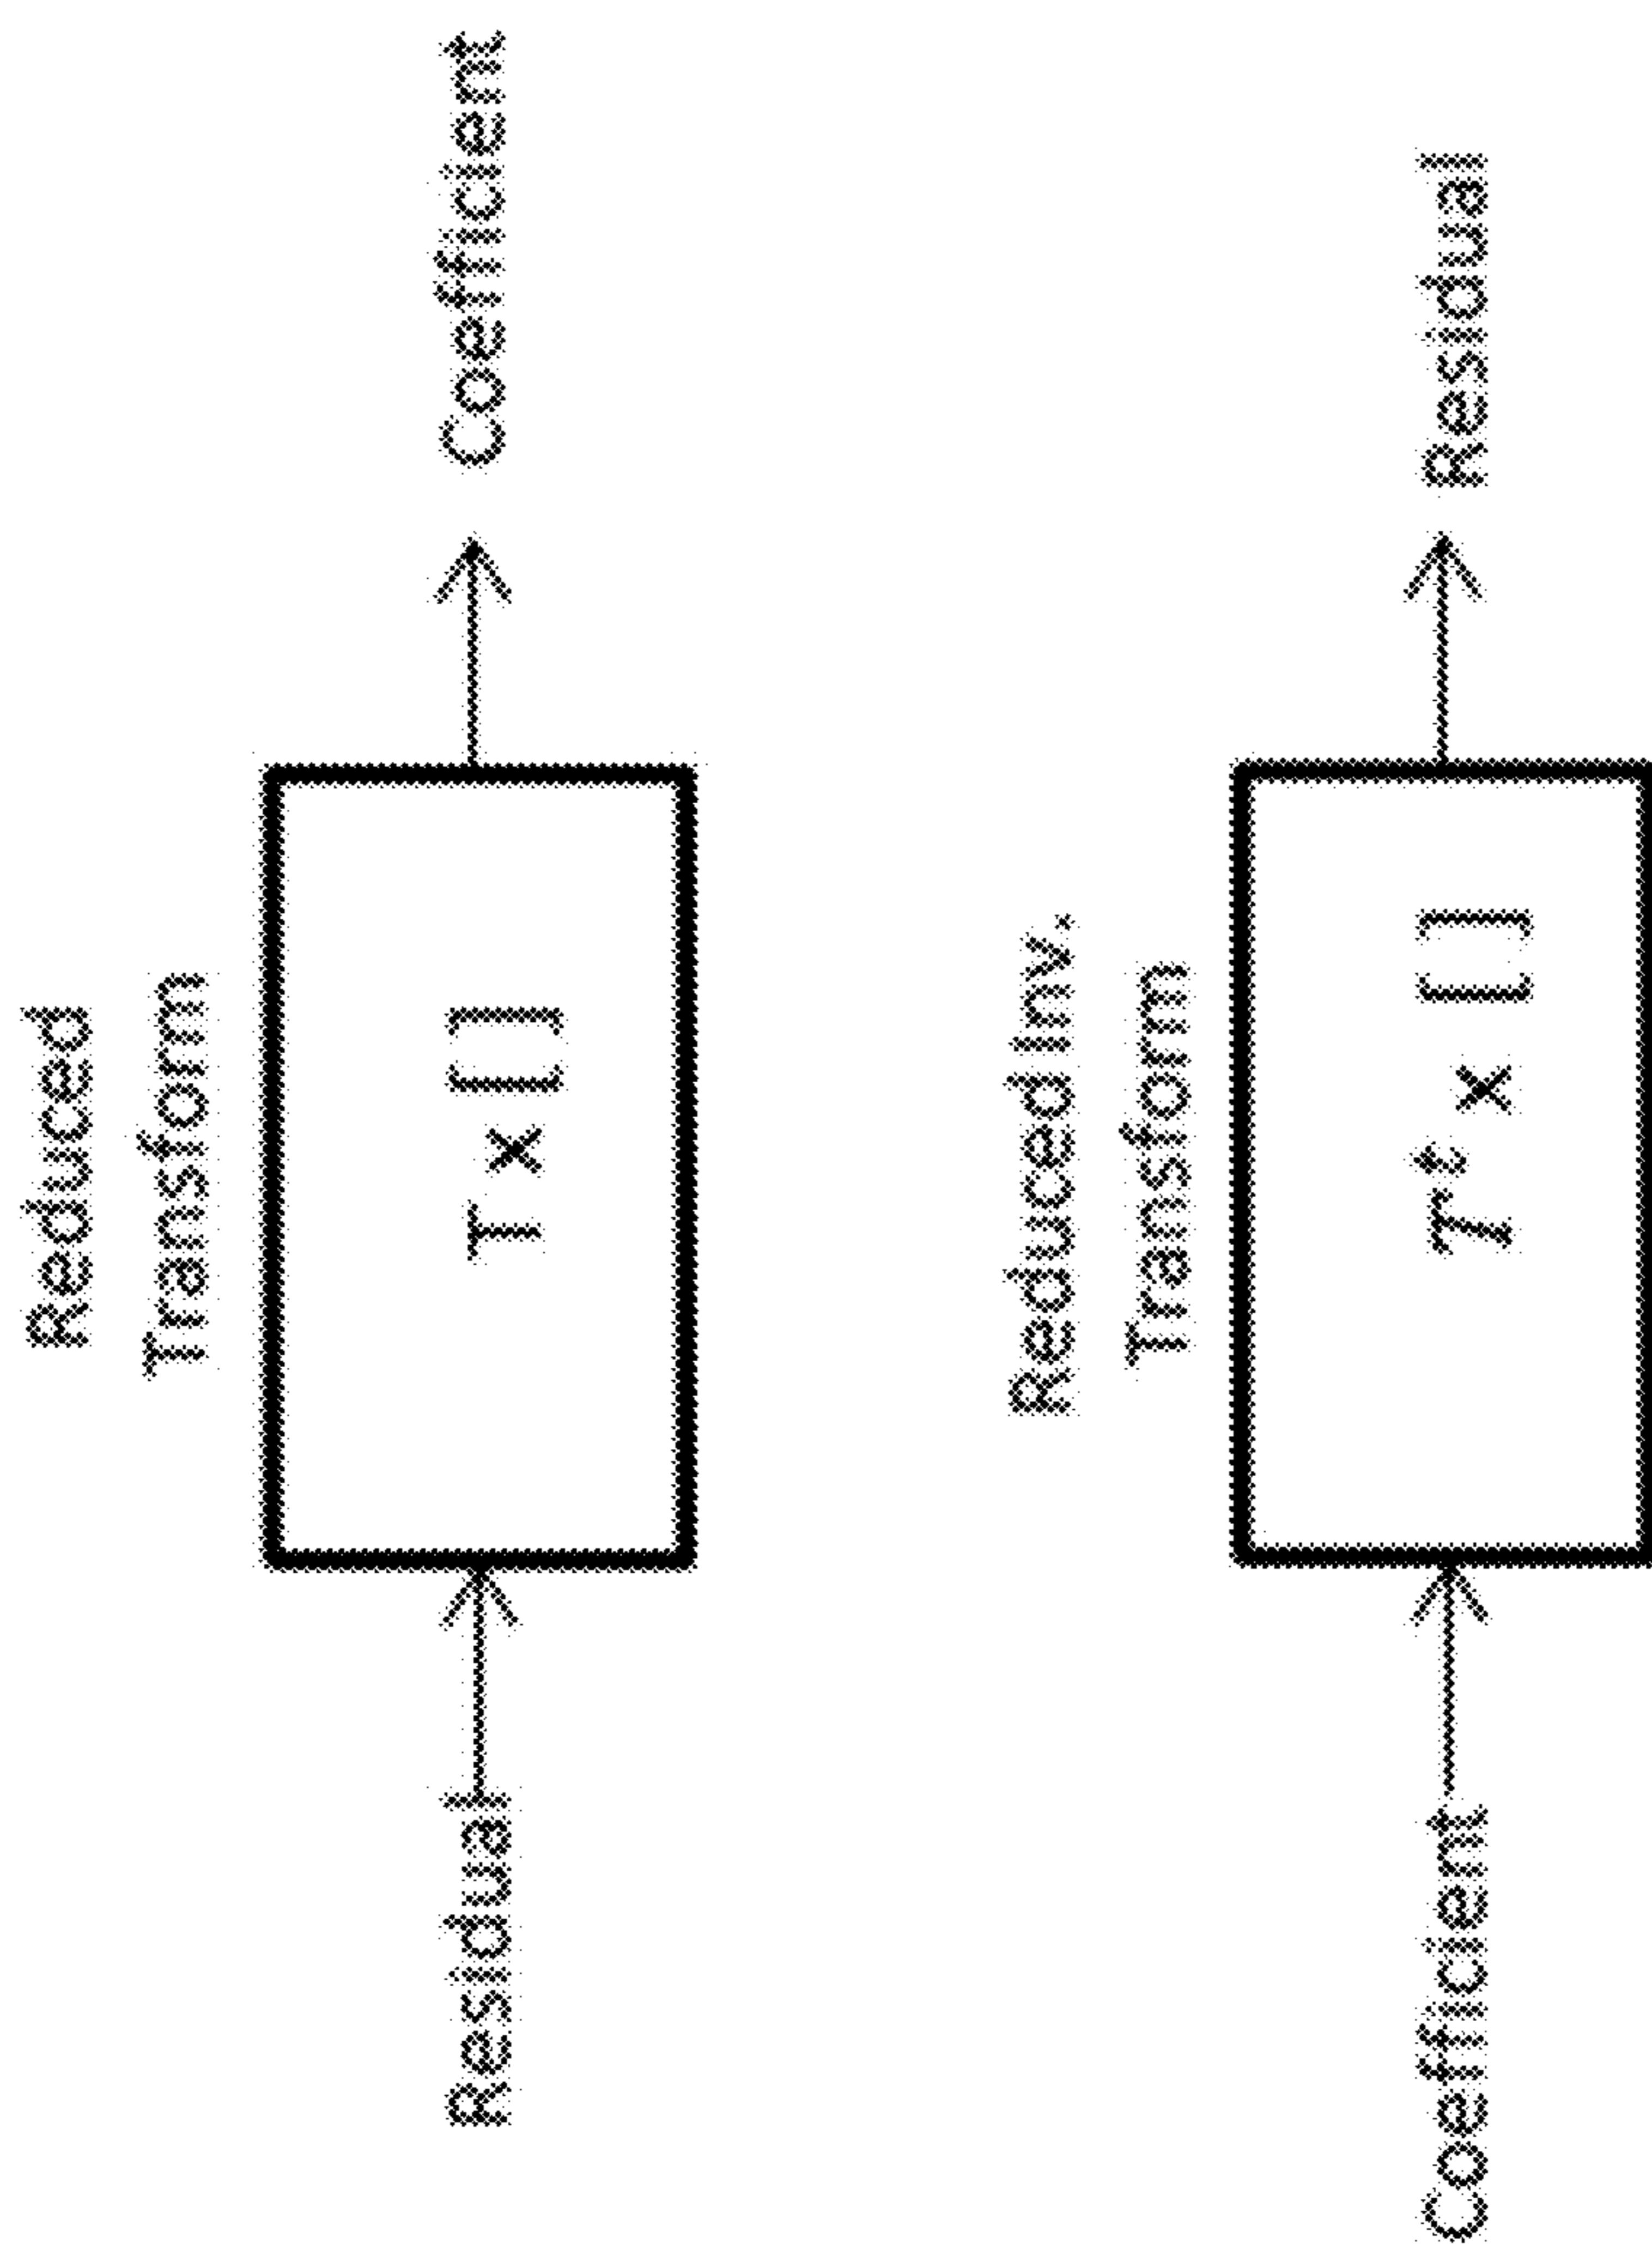 Reduced
Transform
Residual
T x []
Coefficient
Reduced Inv.
Transform
Coefficient
Tᵗ x []
Residual